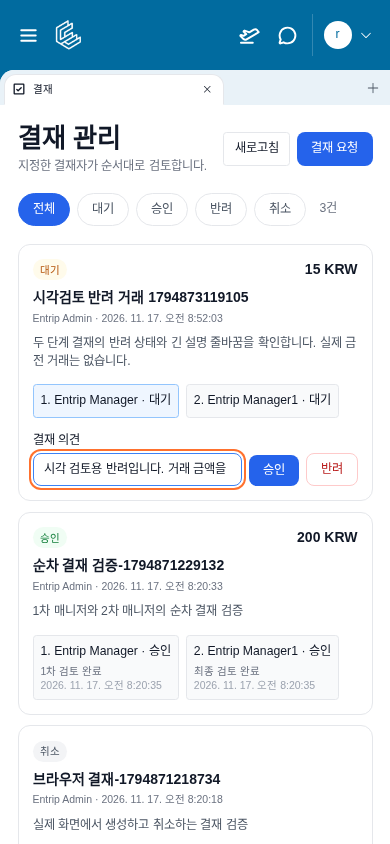 r
결재
결재 관리
지정한 결재자가 순서대로 검토합니다.
새로고침
결재 요청
전체
대기
승인
반려
취소
3건
대기
15 KRW
시각검토 반려 거래 1794873119105
Entrip Admin · 2026. 11. 17. 오전 8:52:03
두 단계 결재의 반려 상태와 긴 설명 줄바꿈을 확인합니다. 실제 금
전 거래는 없습니다.
1. Entrip Manager · 대기
2. Entrip Manager1 · 대기
결재 의견
시각 검토용 반려입니다. 거래 금액을
승인
반려
승인
200 KRW
순차 결재 검증-1794871229132
Entrip Admin · 2026. 11. 17. 오전 8:20:33
1차 매니저와 2차 매니저의 순차 결재 검증
1. Entrip Manager · 승인
1차 검토 완료
2026. 11. 17. 오전 8:20:35
2. Entrip Manager1 · 승인
최종 검토 완료
2026. 11. 17. 오전 8:20:35
취소
브라우저 결재-1794871218734
Entrip Admin · 2026. 11. 17. 오전 8:20:18
실제 화면에서 생성하고 취소하는 결재 검증